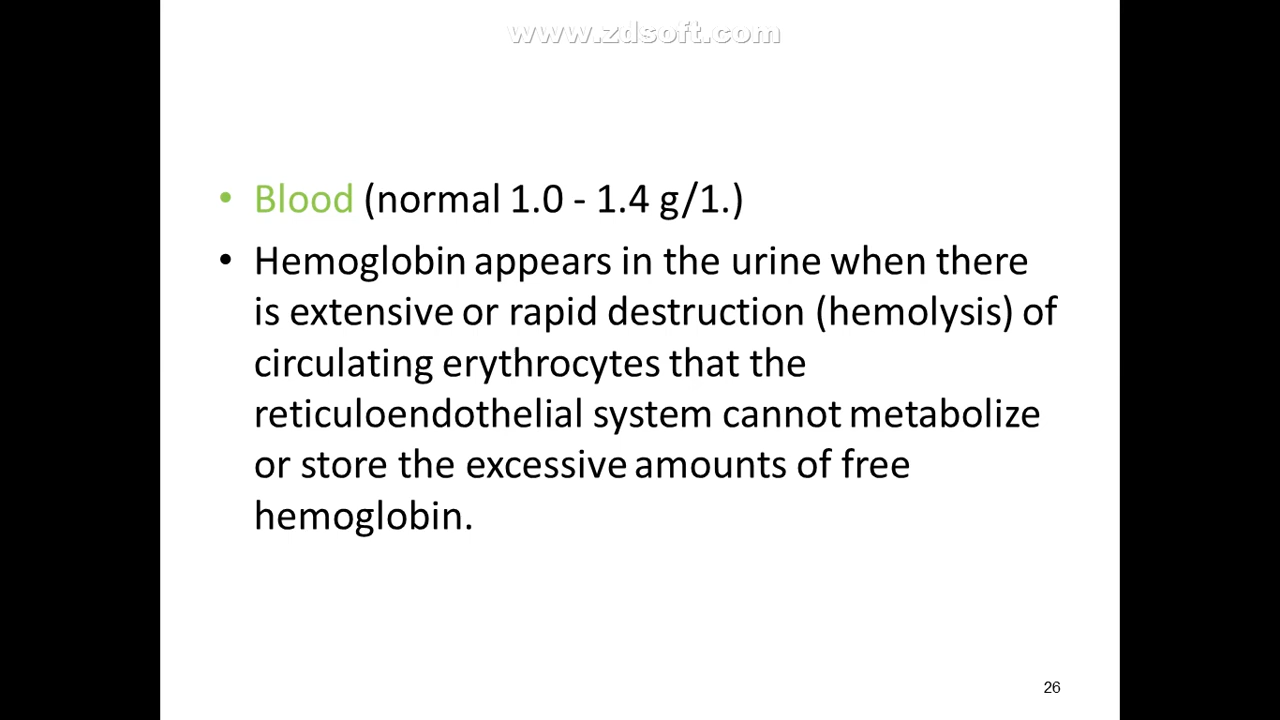 www.zdsoft.com
• Blood (normal 1.0 - 1.4 g/1.)
• Hemoglobin appears in the urine when there
is extensive or rapid destruction (hemolysis) of
circulating erythrocytes that the
reticuloendothelial system cannot metabolize
or store the excessive amounts of free
hemoglobin.
26